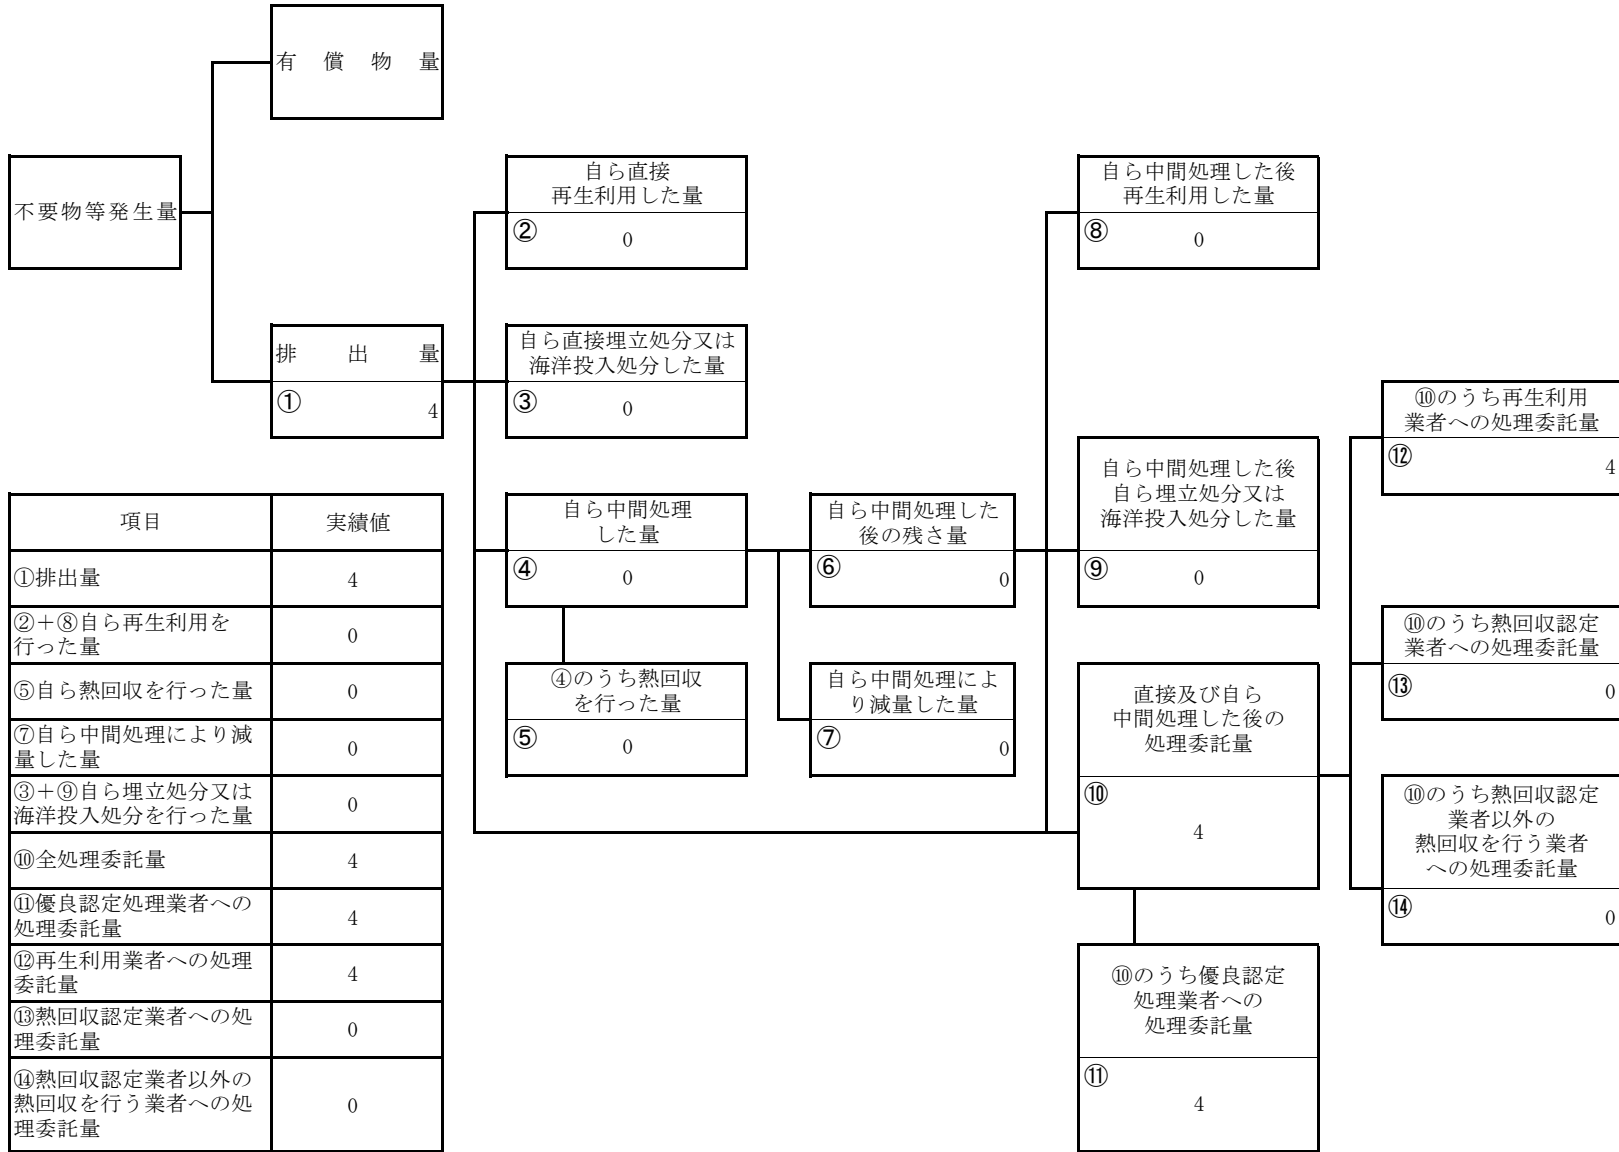 有償物量
不要物等発生量
自ら直接
再生利用した量
②
0
自ら中間処理した後
再生利用した量
⑧
0
排出量
①
4
自ら直接埋立処分又は
海洋投入処分した量
③
0
⑩のうち再生利用
業者への処理委託量
⑫
4
自ら中間処理した後
自ら埋立処分又は
海洋投入処分した量
⑨
0
自ら中間処理
した量
④
0
自ら中間処理した
後の残さ量
⑥
0
④のうち熱回収
を行った量
⑤
0
自ら中間処理によ
り減量した量
⑦
0
⑩のうち熱回収認定
業者への処理委託量
⑬
0
直接及び自ら
中間処理した後の
処理委託量
⑩
4
⑩のうち熱回収認定
業者以外の
熱回収を行う業者
への処理委託量
⑭
0
⑩のうち優良認定
処理業者への
処理委託量
⑪
4
項目 実績値
①排出量 4
②＋⑧自ら再生利用を
行った量 0
⑤自ら熱回収を行った量 0
⑦自ら中間処理により減
量した量 0
③＋⑨自ら埋立処分又は
海洋投入処分を行った量 0
⑩全処理委託量 4
⑪優良認定処理業者への
処理委託量 4
⑫再生利用業者への処理
委託量 4
⑬熱回収認定業者への処
理委託量 0
⑭熱回収認定業者以外の
熱回収を行う業者への処
理委託量 0